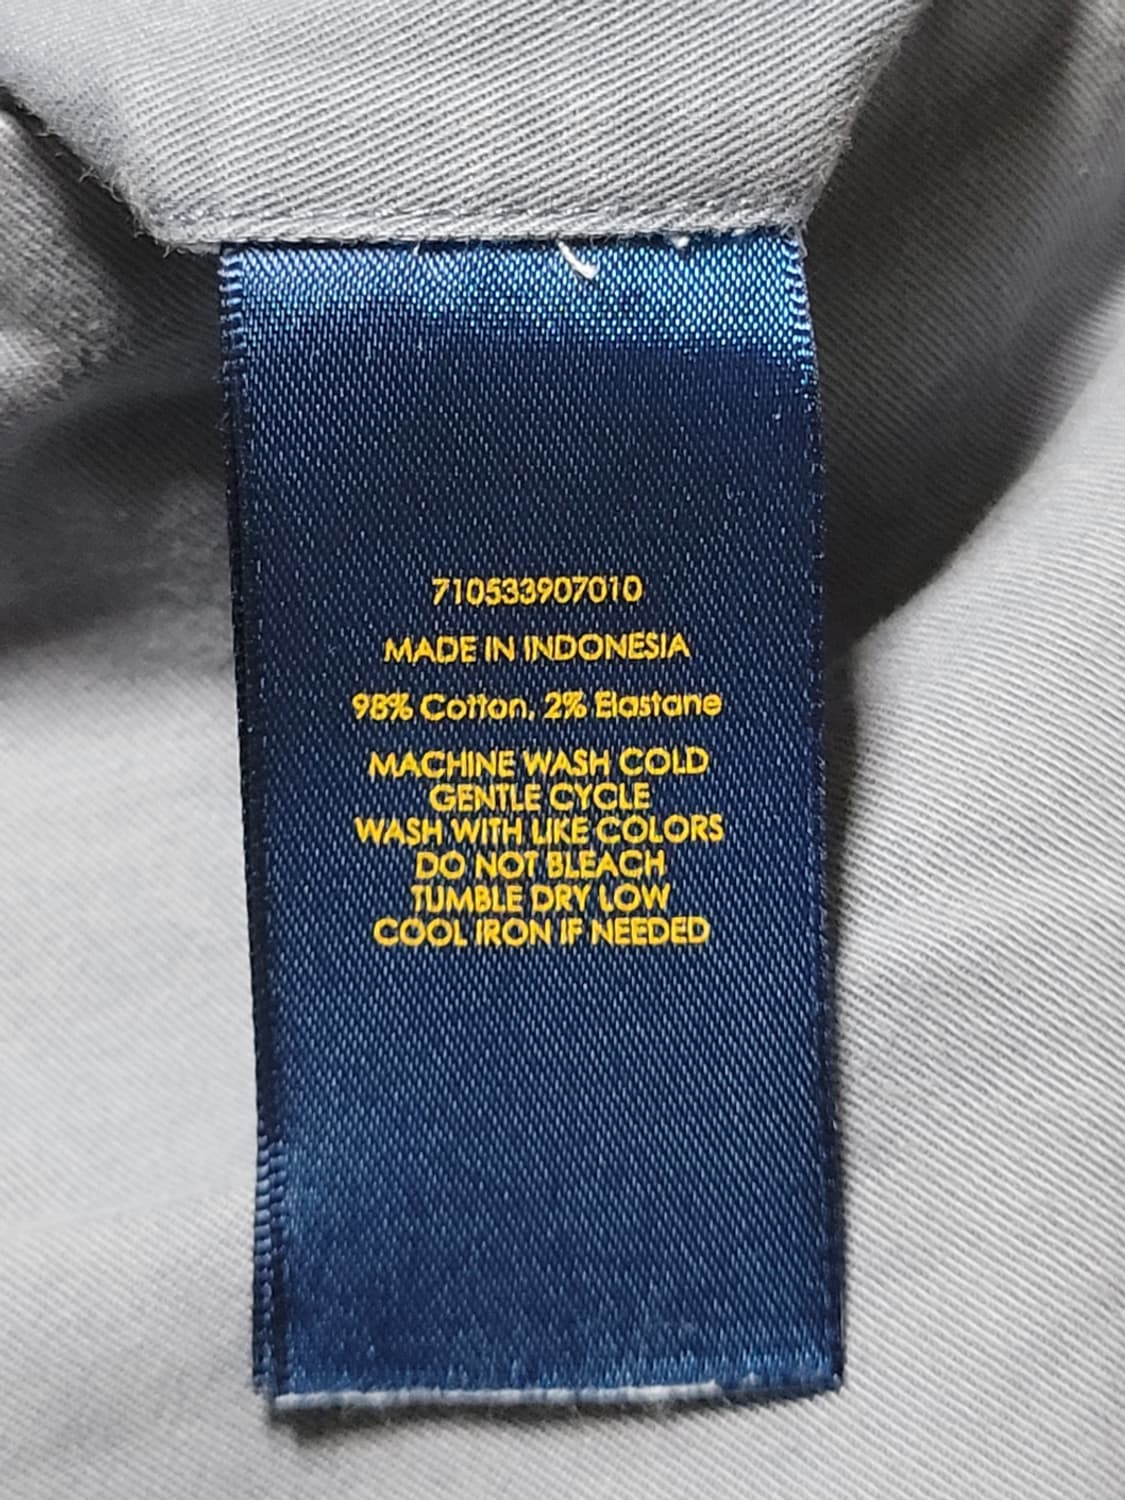 710533907010
MADE IN INDONESIA
98% Cotton, 2% Elastane
MACHINE WASH COLD
GENTLE CYCLE
WASH WITH LIKE COLORS
DO NOT BLEACH
TUMBLE DRY LOW
COOL IRON IF NEEDED